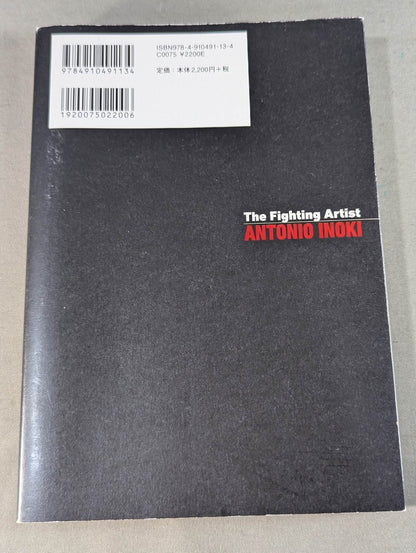 ISBN978-4-910491-13-4
C0075 ¥2200E
定価：本体2,200円＋税
9784910491134
1920075022006
The Fighting Artist
ANTONIO INOKI